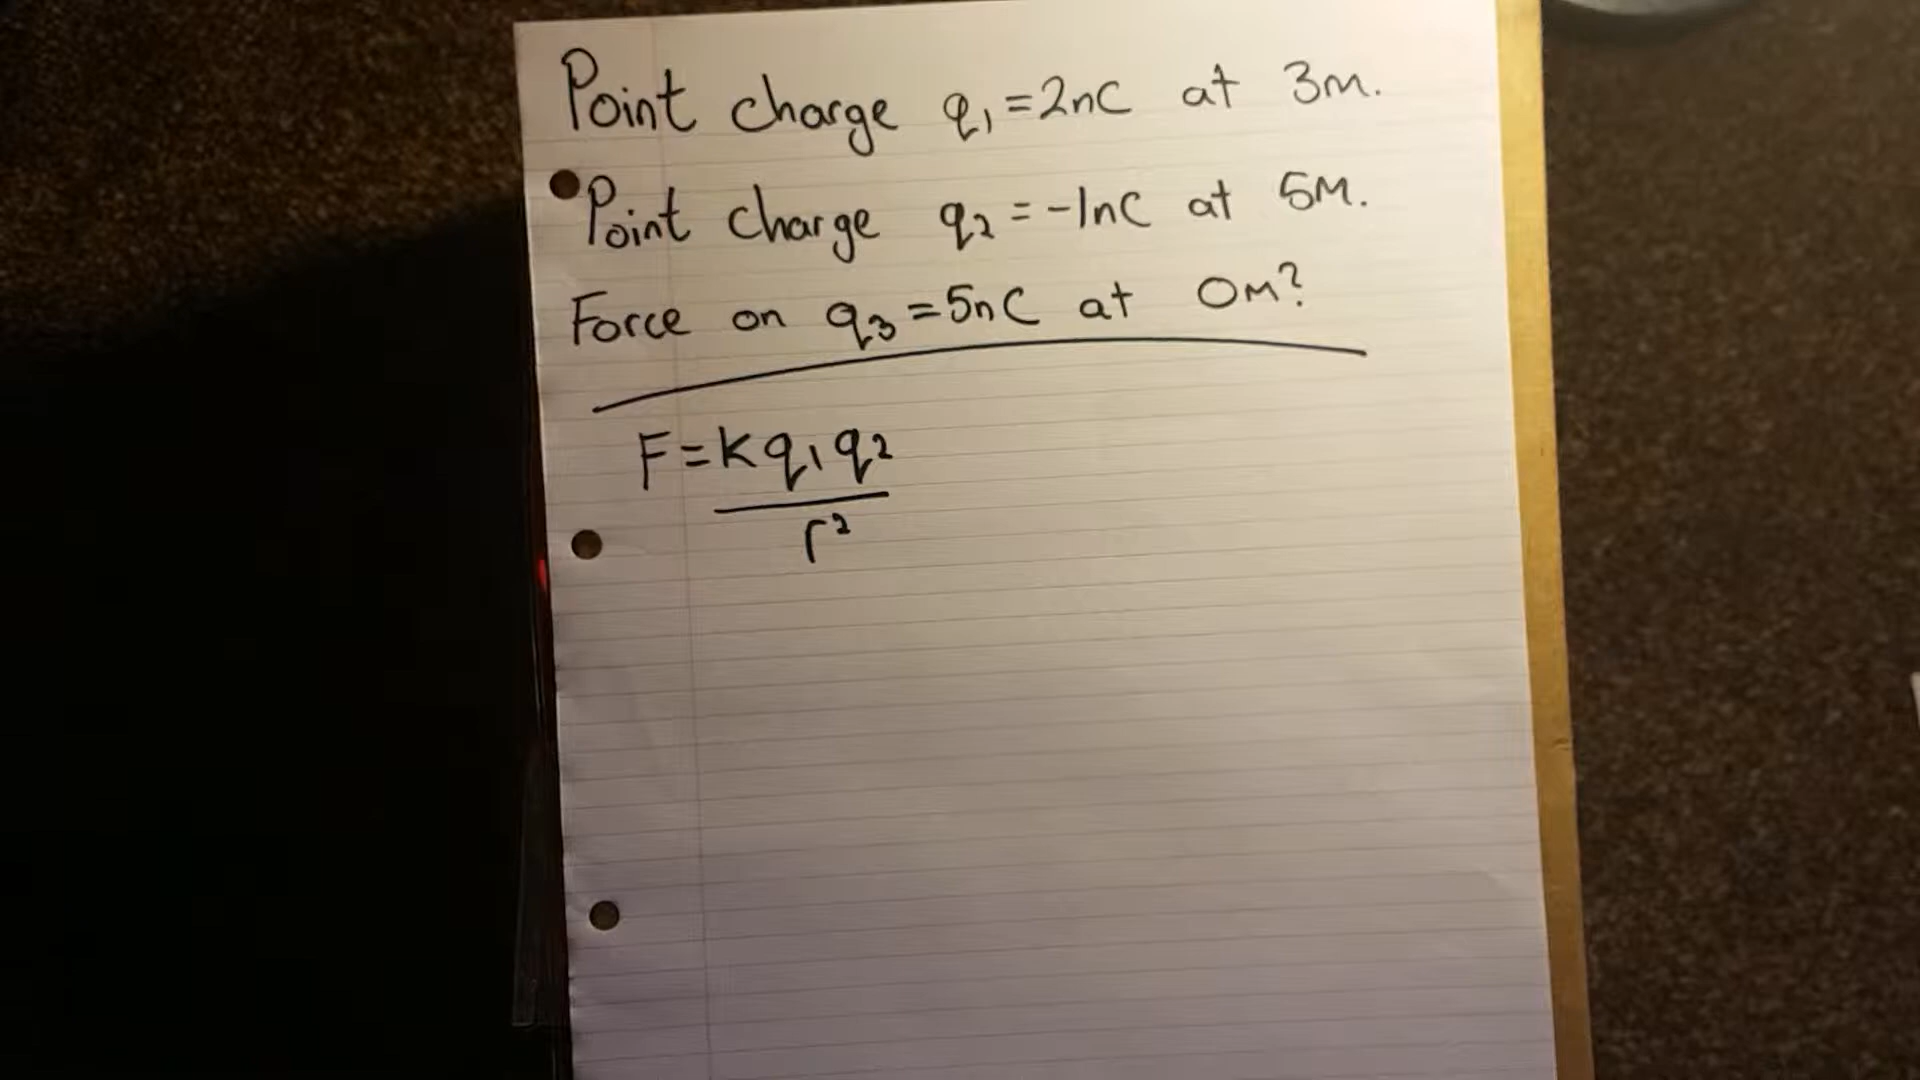 Point charge q₁=2nC at 3m.
Point charge q₂=-1nC at 5m.
Force on q₃=5nC at 0m?
F=kq₁q₂
r²